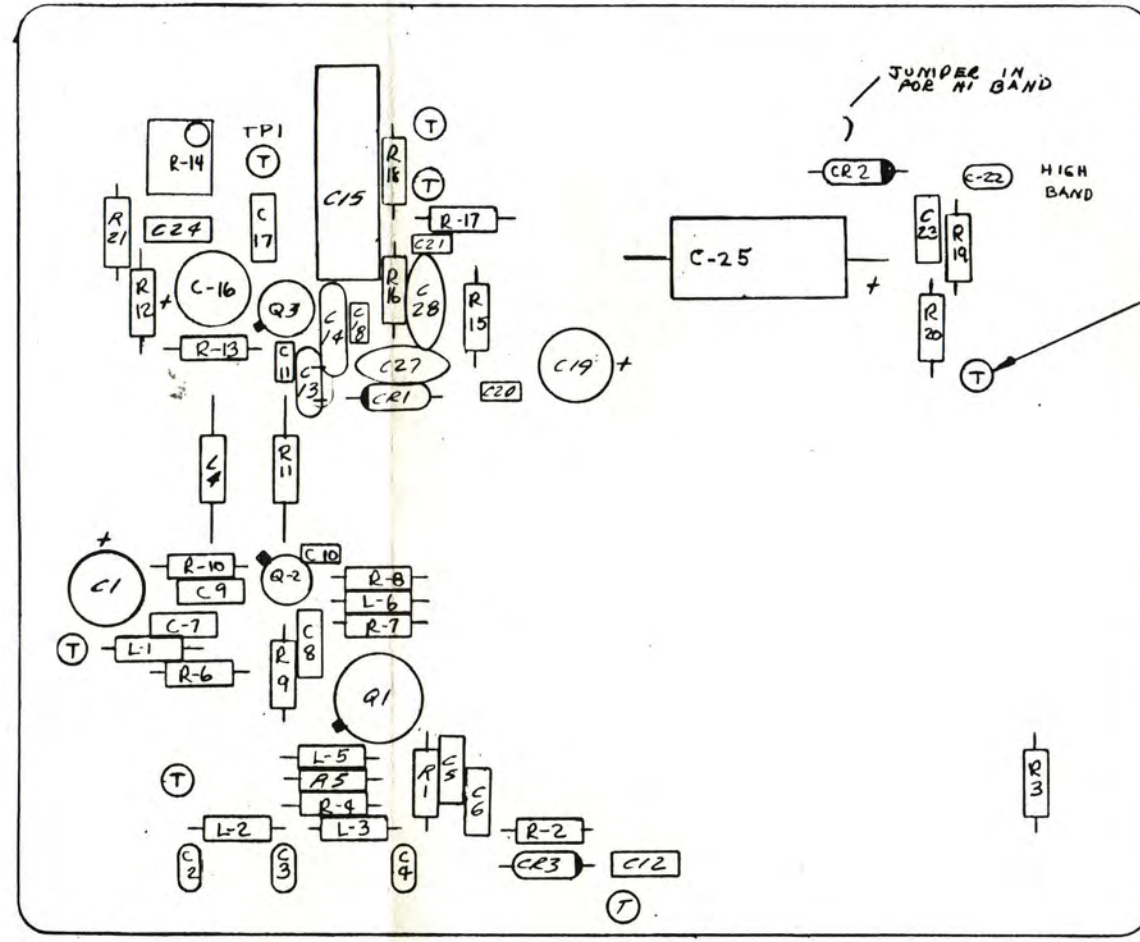 JUNIPER IN
FOR HI BAND
)
T
TP1
R-14
T
R
18
C15
T
CR2
C-22
HIGH
BAND
R
21
C24
C
17
R-17
C
23
R
19
C21
C-25
+
R
12
+
C-16
Q3
C
14
C
18
R
16
C
28
R
15
R
20
R-13
C
11
C
13
C27
C19
+
T
CR1
C20
L
4
R
11
+
C1
R-10
C9
Q-2
C10
R-8
L-6
R-7
C-7
C
8
T
L-1
R-6
R
9
Q1
L-5
R5
R-4
R
1
C
5
C
6
R
3
T
L-2
L-3
R-2
C
2
C
3
C
4
CR3
C12
T